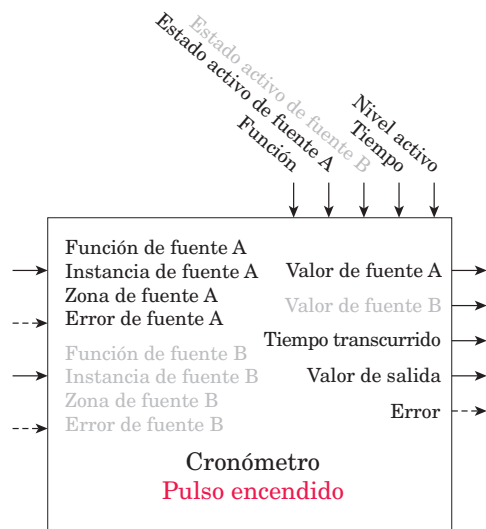 Estado activo de fuente B
Estado activo de fuente A
Función
Nivel activo
Tiempo
Función de fuente A
Instancia de fuente A
Zona de fuente A
Error de fuente A
Función de fuente B
Instancia de fuente B
Zona de fuente B
Error de fuente B
Valor de fuente A
Valor de fuente B
Tiempo transcurrido
Valor de salida
Error
Cronómetro
Pulso encendido